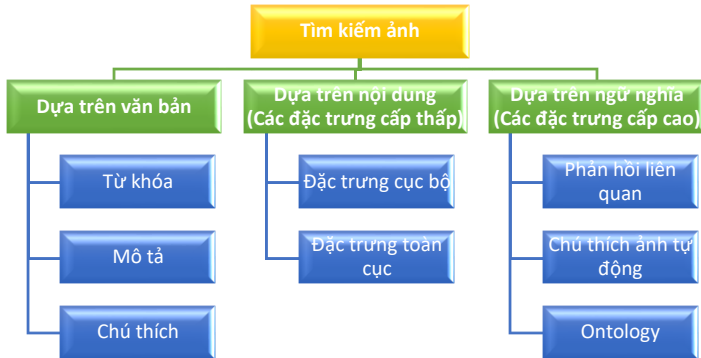 Tìm kiếm ảnh
Dựa trên văn bản
Từ khóa
Mô tả
Chú thích
Dựa trên nội dung
(Các đặc trưng cấp thấp)
Đặc trưng cục bộ
Đặc trưng toàn
cục
Dựa trên ngữ nghĩa
(Các đặc trưng cấp cao)
Phản hồi liên
quan
Chú thích ảnh tự
động
Ontology